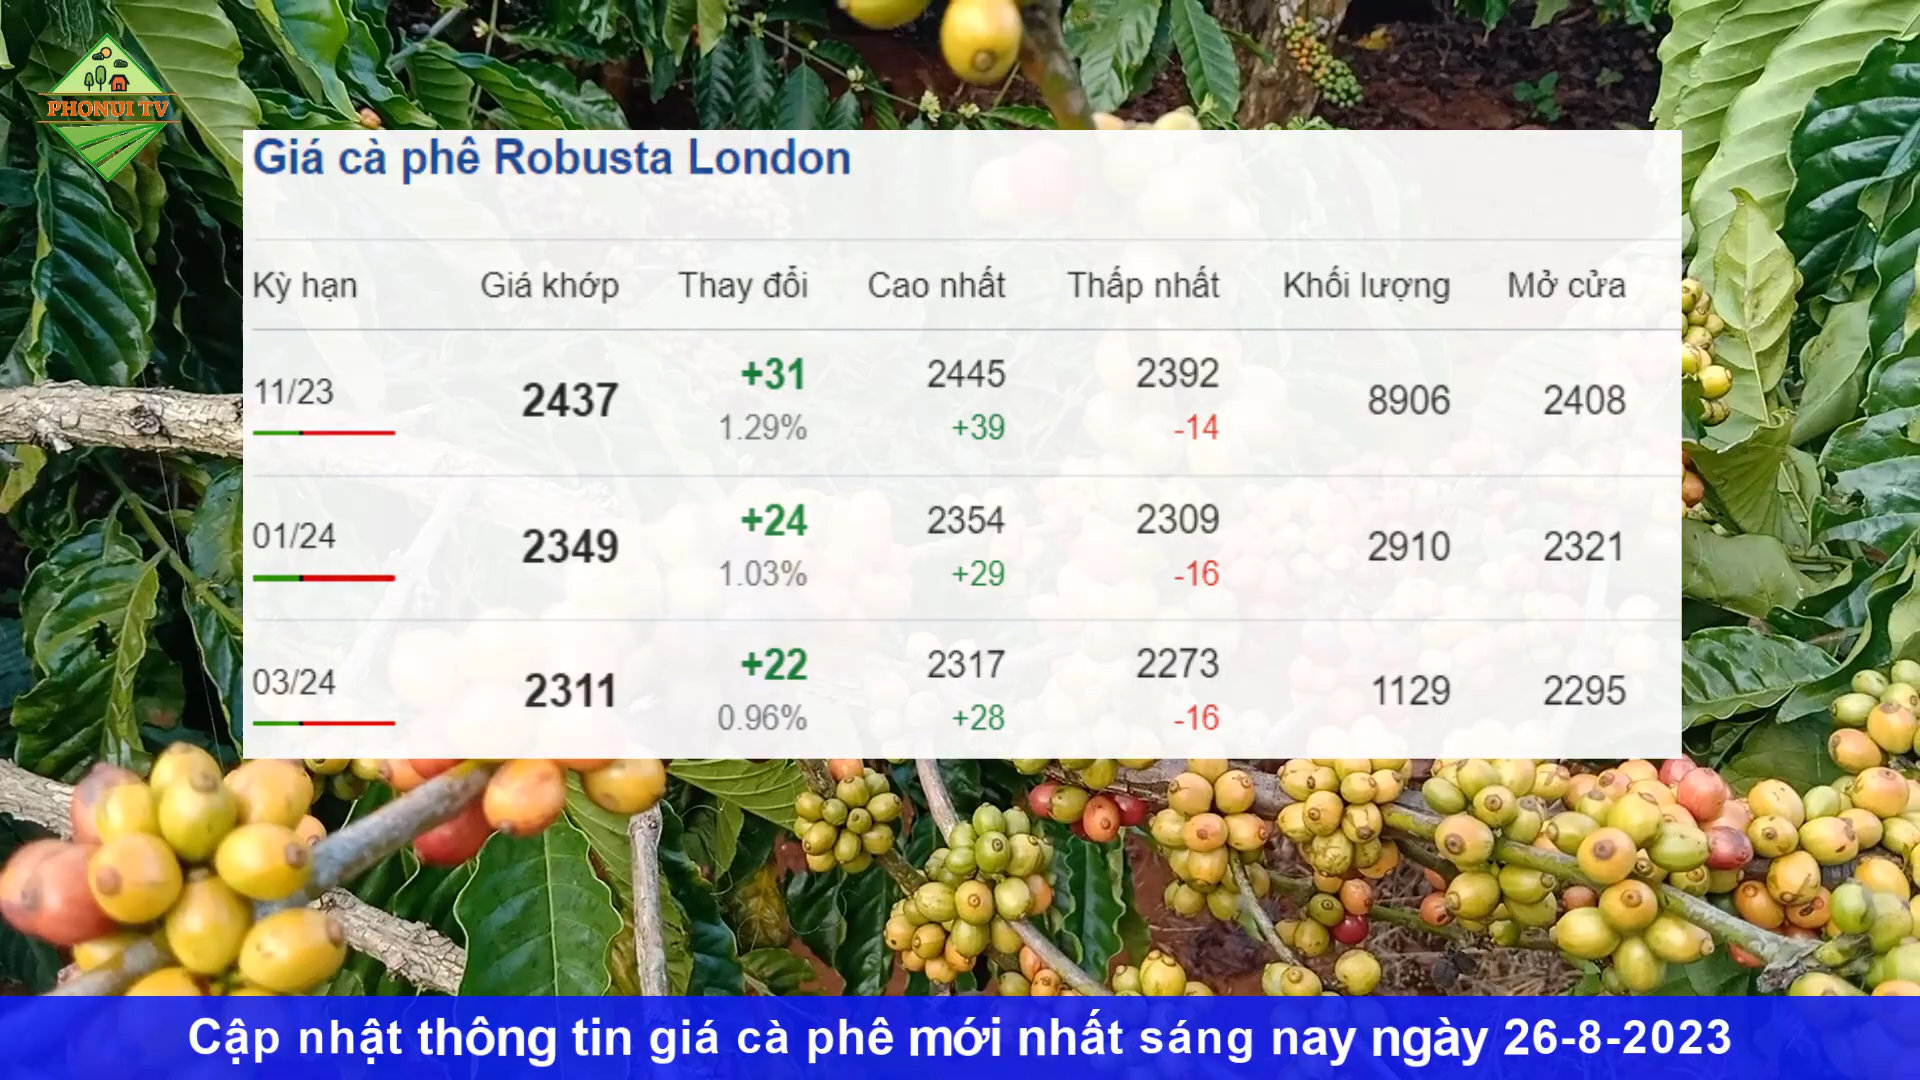 PHONUI TV
Giá cà phê Robusta London
Kỳ hạn Giá khớp Thay đổi Cao nhất Thấp nhất Khối lượng Mở cửa
11/23 2437 +31 2445 2392 8906 2408
1.29% +39 -14
01/24 2349 +24 2354 2309 2910 2321
1.03% +29 -16
03/24 2311 +22 2317 2273 1129 2295
0.96% +28 -16
Cập nhật thông tin giá cà phê mới nhất sáng nay ngày 26-8-2023